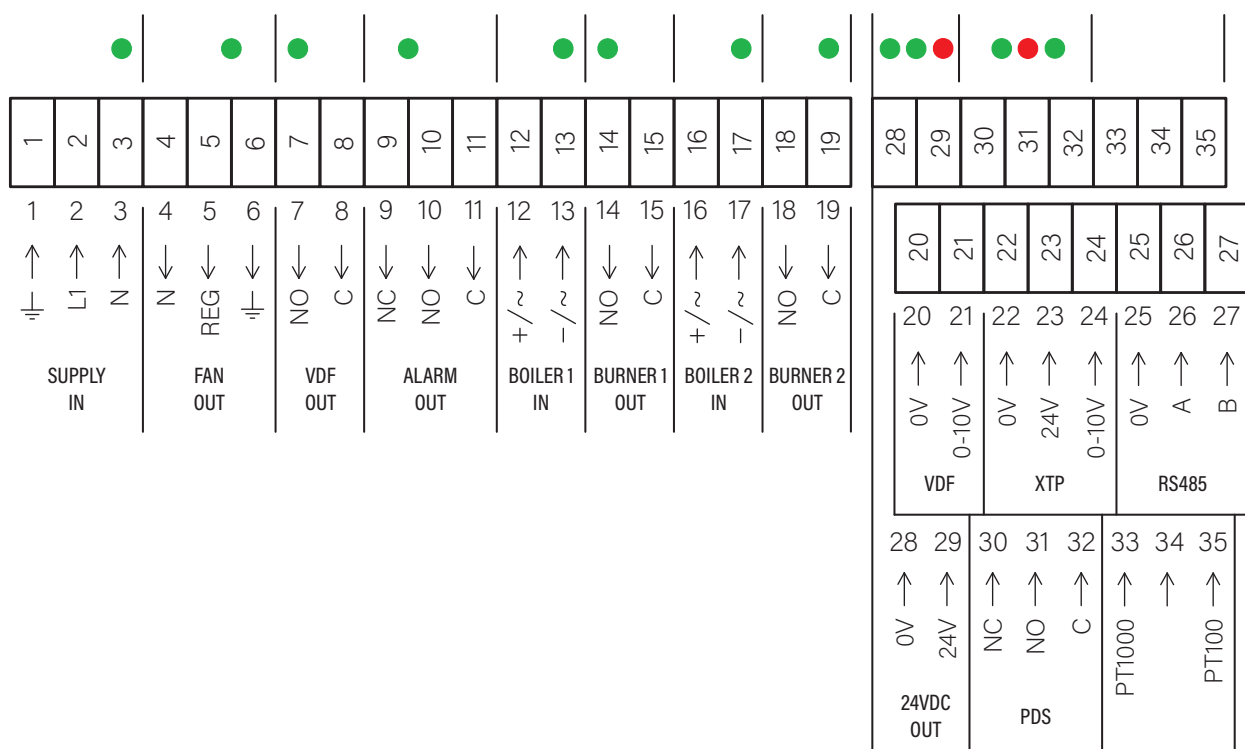 1 2 3 4 5 6 7 8 9 10 11 12 13 14 15 16 17 18 19
28 29 30 31 32 33 34 35
1 2 3 4 5 6 7 8 9 10 11 12 13 14 15 16 17 18 19
L1 N N REG NO C NC NO C +/~ -/~ NO C +/~ -/~ NO C
SUPPLY
IN
FAN
OUT
VDF
OUT
ALARM
OUT
BOILER 1
IN
BURNER 1
OUT
BOILER 2
IN
BURNER 2
OUT
20 21 22 23 24 25 26 27
20 21 22 23 24 25 26 27
0V 0-10V 0V 24V 0-10V 0V A B
VDF XTP RS485
28 29 30 31 32 33 34 35
0V 24V NC NO C PT1000 PT100
24VDC
OUT
PDS